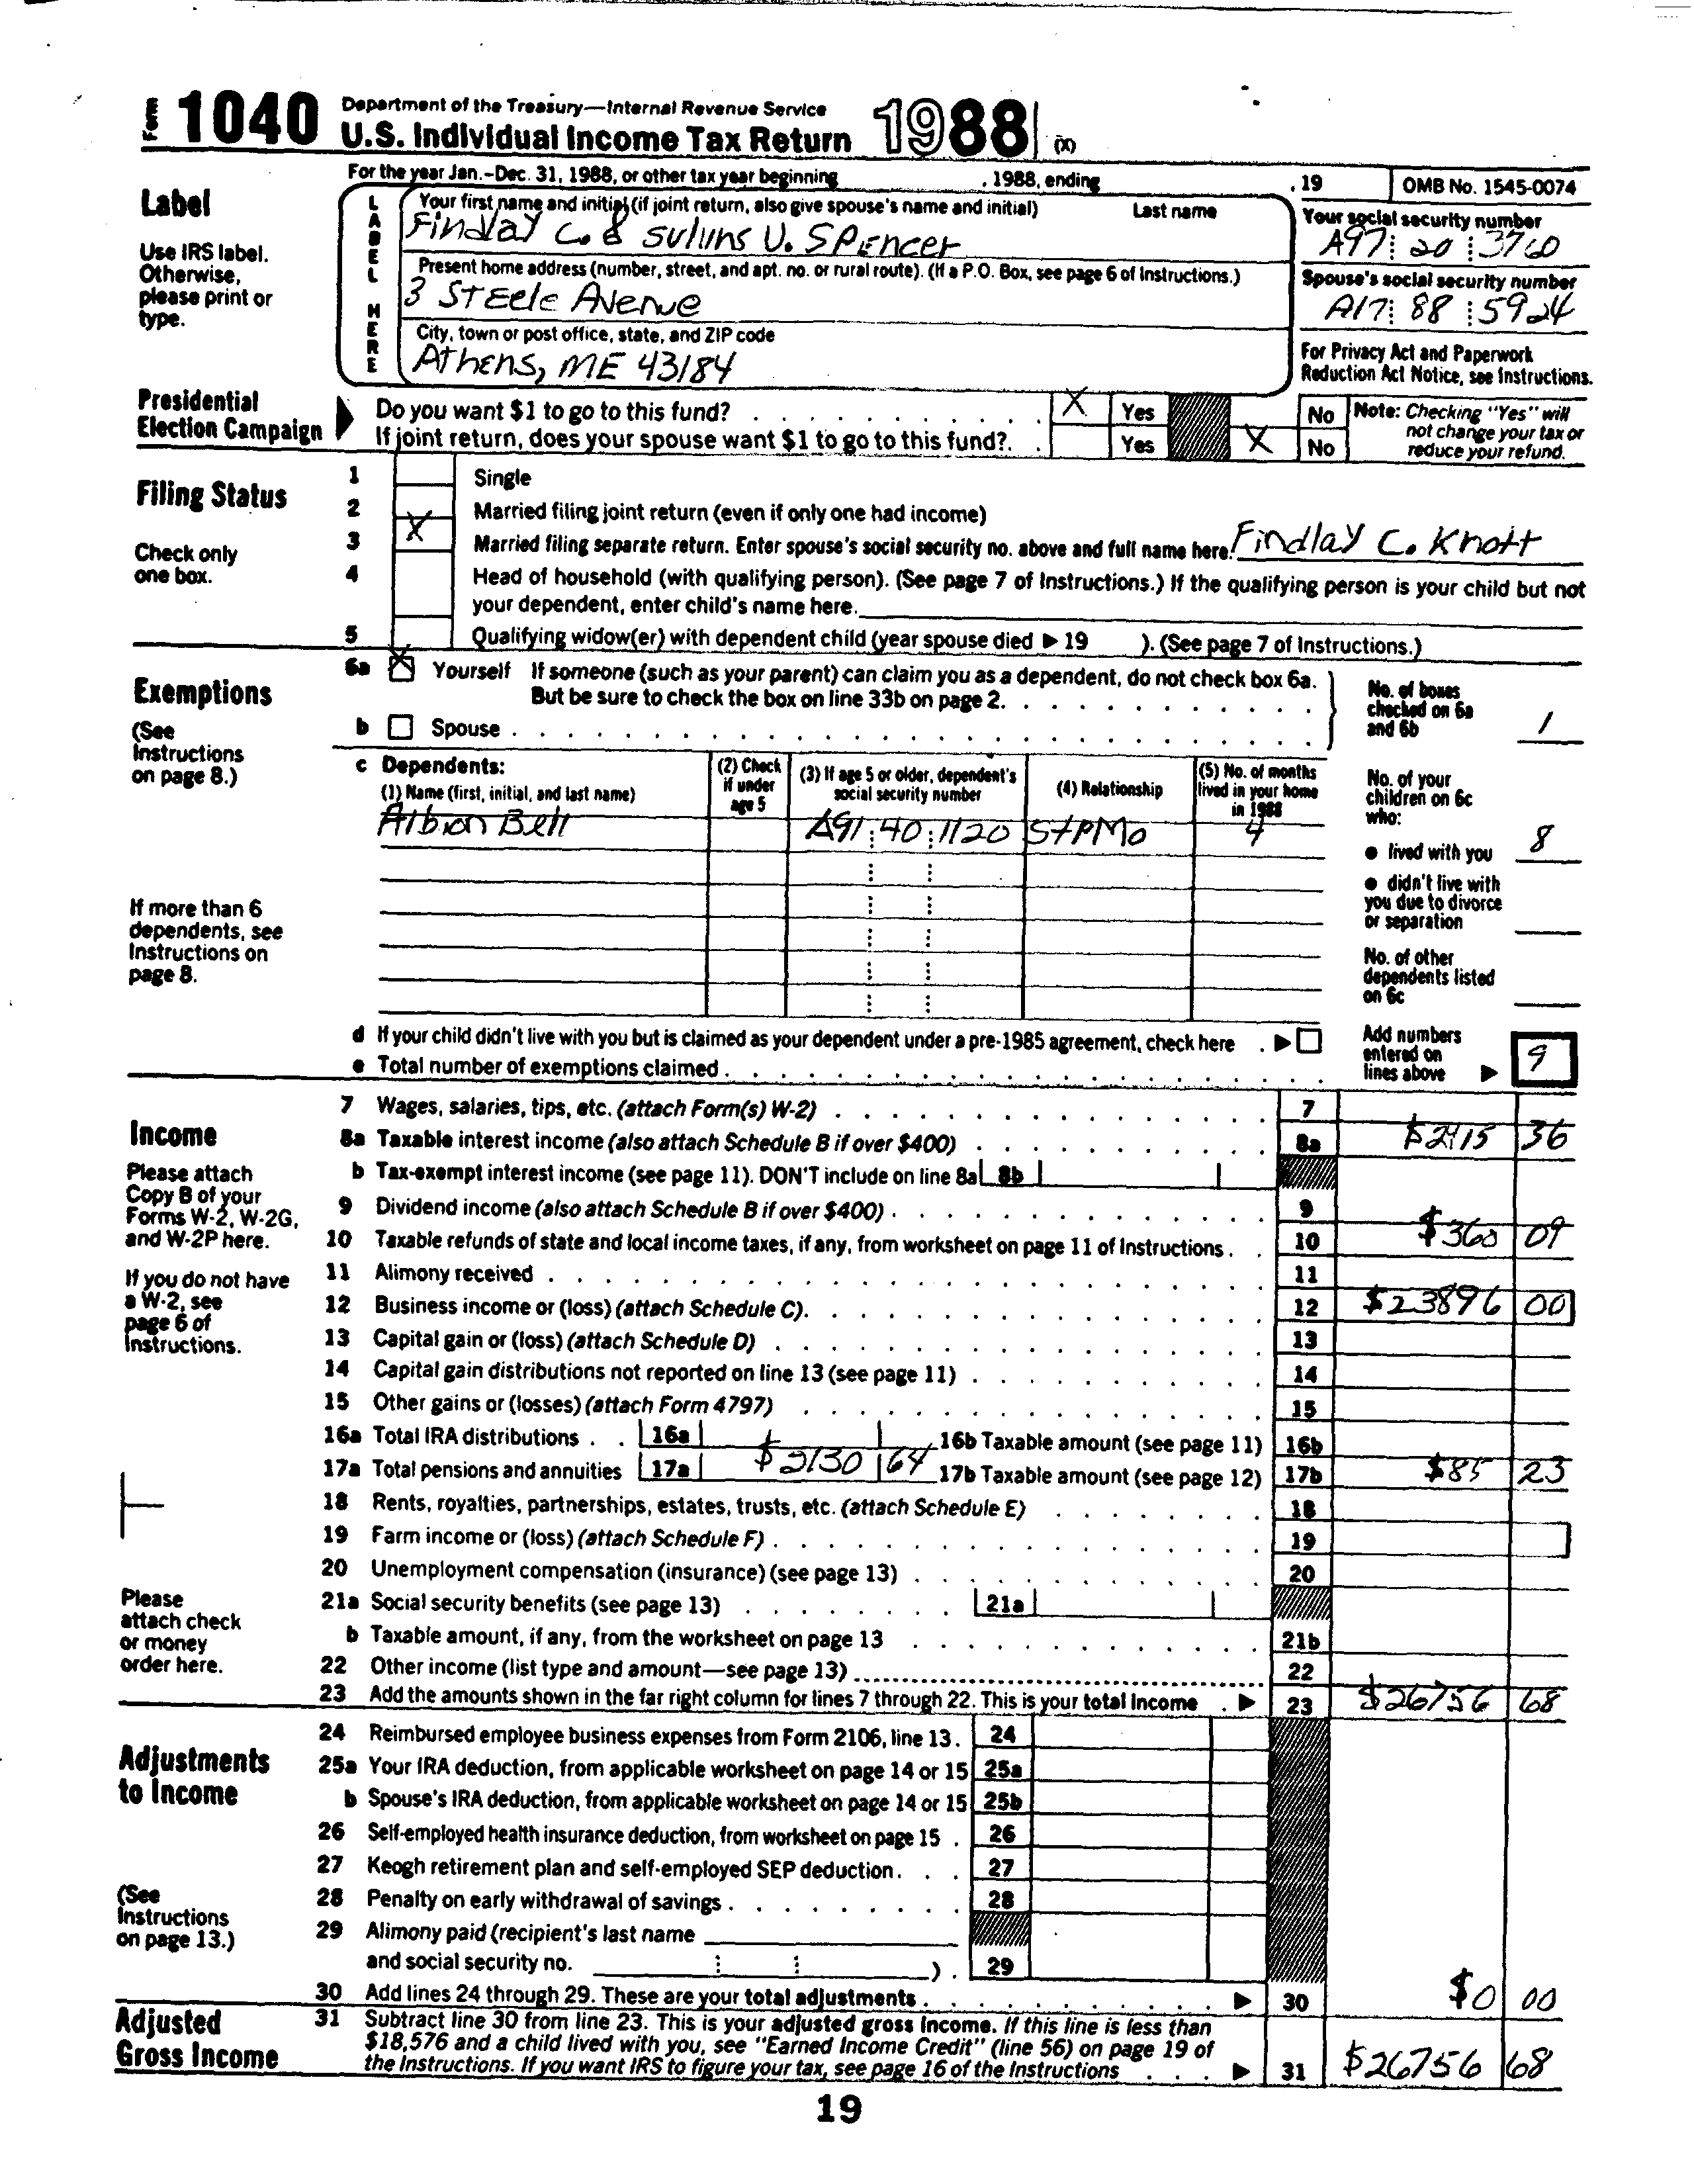 Form 1040 Department of the Treasury—Internal Revenue Service
U.S. Individual Income Tax Return 1988 (X)
For the year Jan.-Dec. 31, 1988, or other tax year beginning , 1988, ending , 19 OMB No. 1545-0074
Label
Use IRS label. Otherwise, please print or type.
LABEL HERE
Your first name and initial (if joint return, also give spouse's name and initial) Last name
Findlay C. & Suluns V. Spencer
Your social security number
A97 20 3760
Present home address (number, street, and apt. no. or rural route). (If a P.O. Box, see page 6 of Instructions.)
3 Steele Avenue
Spouse's social security number
A17 88 5924
City, town or post office, state, and ZIP code
Athens, ME 43184
For Privacy Act and Paperwork Reduction Act Notice, see Instructions.
Presidential Election Campaign
Do you want $1 to go to this fund? X Yes No
If joint return, does your spouse want $1 to go to this fund? Yes X No
Note: Checking "Yes" will not change your tax or reduce your refund.
Filing Status
Check only one box.
1 Single
2 Married filing joint return (even if only one had income)
3 X Married filing separate return. Enter spouse's social security no. above and full name here. Findlay C. Knott
4 Head of household (with qualifying person). (See page 7 of Instructions.) If the qualifying person is your child but not
your dependent, enter child's name here.
5 Qualifying widow(er) with dependent child (year spouse died ▶ 19 ). (See page 7 of Instructions.)
Exemptions
(See Instructions on page 8.)
6a X Yourself If someone (such as your parent) can claim you as a dependent, do not check box 6a.
But be sure to check the box on line 33b on page 2.
b Spouse
No. of boxes checked on 6a and 6b 1
c Dependents:
(1) Name (first, initial, and last name) (2) Check if under age 5 (3) If age 5 or older, dependent's social security number (4) Relationship (5) No. of months lived in your home in 1988
Albion Bell A91 40 1120 StPMo 4
No. of your children on 6c who:
● lived with you 8
● didn't live with you due to divorce or separation
No. of other dependents listed on 6c
If more than 6 dependents, see Instructions on page 8.
d If your child didn't live with you but is claimed as your dependent under a pre-1985 agreement, check here ▶
e Total number of exemptions claimed
Add numbers entered on lines above ▶ 9
Income
Please attach Copy B of your Forms W-2, W-2G, and W-2P here.
If you do not have a W-2, see page 6 of Instructions.
Please attach check or money order here.
7 Wages, salaries, tips, etc. (attach Form(s) W-2) 7
8a Taxable interest income (also attach Schedule B if over $400) 8a $2415 36
b Tax-exempt interest income (see page 11). DON'T include on line 8a 8b
9 Dividend income (also attach Schedule B if over $400) 9
10 Taxable refunds of state and local income taxes, if any, from worksheet on page 11 of Instructions 10 $360 09
11 Alimony received 11
12 Business income or (loss) (attach Schedule C) 12 $23896 00
13 Capital gain or (loss) (attach Schedule D) 13
14 Capital gain distributions not reported on line 13 (see page 11) 14
15 Other gains or (losses) (attach Form 4797) 15
16a Total IRA distributions 16a 16b Taxable amount (see page 11) 16b
17a Total pensions and annuities 17a $2130 64 17b Taxable amount (see page 12) 17b $85 23
18 Rents, royalties, partnerships, estates, trusts, etc. (attach Schedule E) 18
19 Farm income or (loss) (attach Schedule F) 19
20 Unemployment compensation (insurance) (see page 13) 20
21a Social security benefits (see page 13) 21a
b Taxable amount, if any, from the worksheet on page 13 21b
22 Other income (list type and amount—see page 13) 22
23 Add the amounts shown in the far right column for lines 7 through 22. This is your total income ▶ 23 $26756 68
Adjustments to Income
(See Instructions on page 13.)
24 Reimbursed employee business expenses from Form 2106, line 13 24
25a Your IRA deduction, from applicable worksheet on page 14 or 15 25a
b Spouse's IRA deduction, from applicable worksheet on page 14 or 15 25b
26 Self-employed health insurance deduction, from worksheet on page 15 26
27 Keogh retirement plan and self-employed SEP deduction 27
28 Penalty on early withdrawal of savings 28
29 Alimony paid (recipient's last name
and social security no. ) 29
30 Add lines 24 through 29. These are your total adjustments ▶ 30 $0 00
Adjusted Gross Income
31 Subtract line 30 from line 23. This is your adjusted gross income. If this line is less than
$18,576 and a child lived with you, see "Earned Income Credit" (line 56) on page 19 of
the Instructions. If you want IRS to figure your tax, see page 16 of the Instructions ▶ 31 $26756 68
19